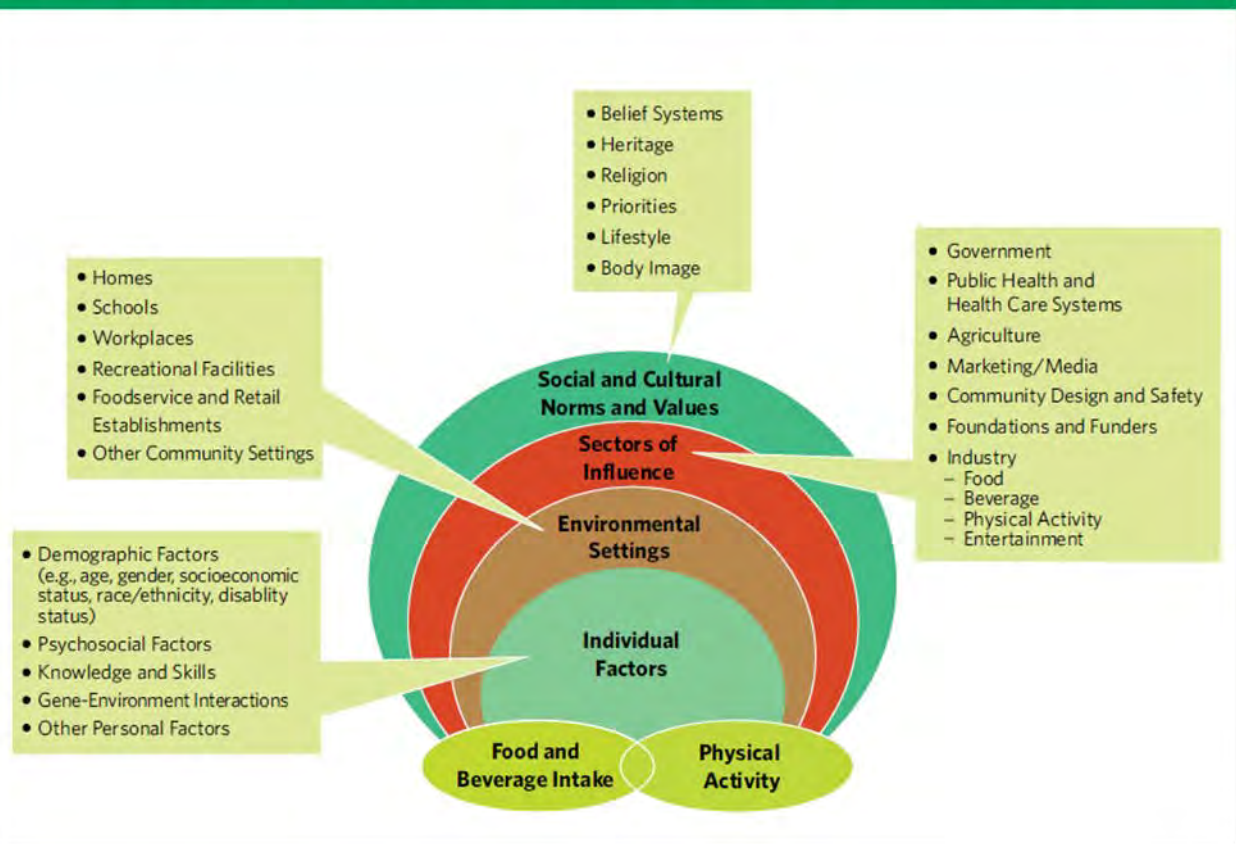 • Belief Systems
• Heritage
• Religion
• Priorities
• Lifestyle
• Body Image
• Homes
• Schools
• Workplaces
• Recreational Facilities
• Foodservice and Retail
Establishments
• Other Community Settings
• Government
• Public Health and
Health Care Systems
• Agriculture
• Marketing/Media
• Community Design and Safety
• Foundations and Funders
• Industry
– Food
– Beverage
– Physical Activity
– Entertainment
• Demographic Factors
(e.g., age, gender, socioeconomic
status, race/ethnicity, disablity
status)
• Psychosocial Factors
• Knowledge and Skills
• Gene-Environment Interactions
• Other Personal Factors
Social and Cultural
Norms and Values
Sectors of
Influence
Environmental
Settings
Individual
Factors
Food and
Beverage Intake
Physical
Activity